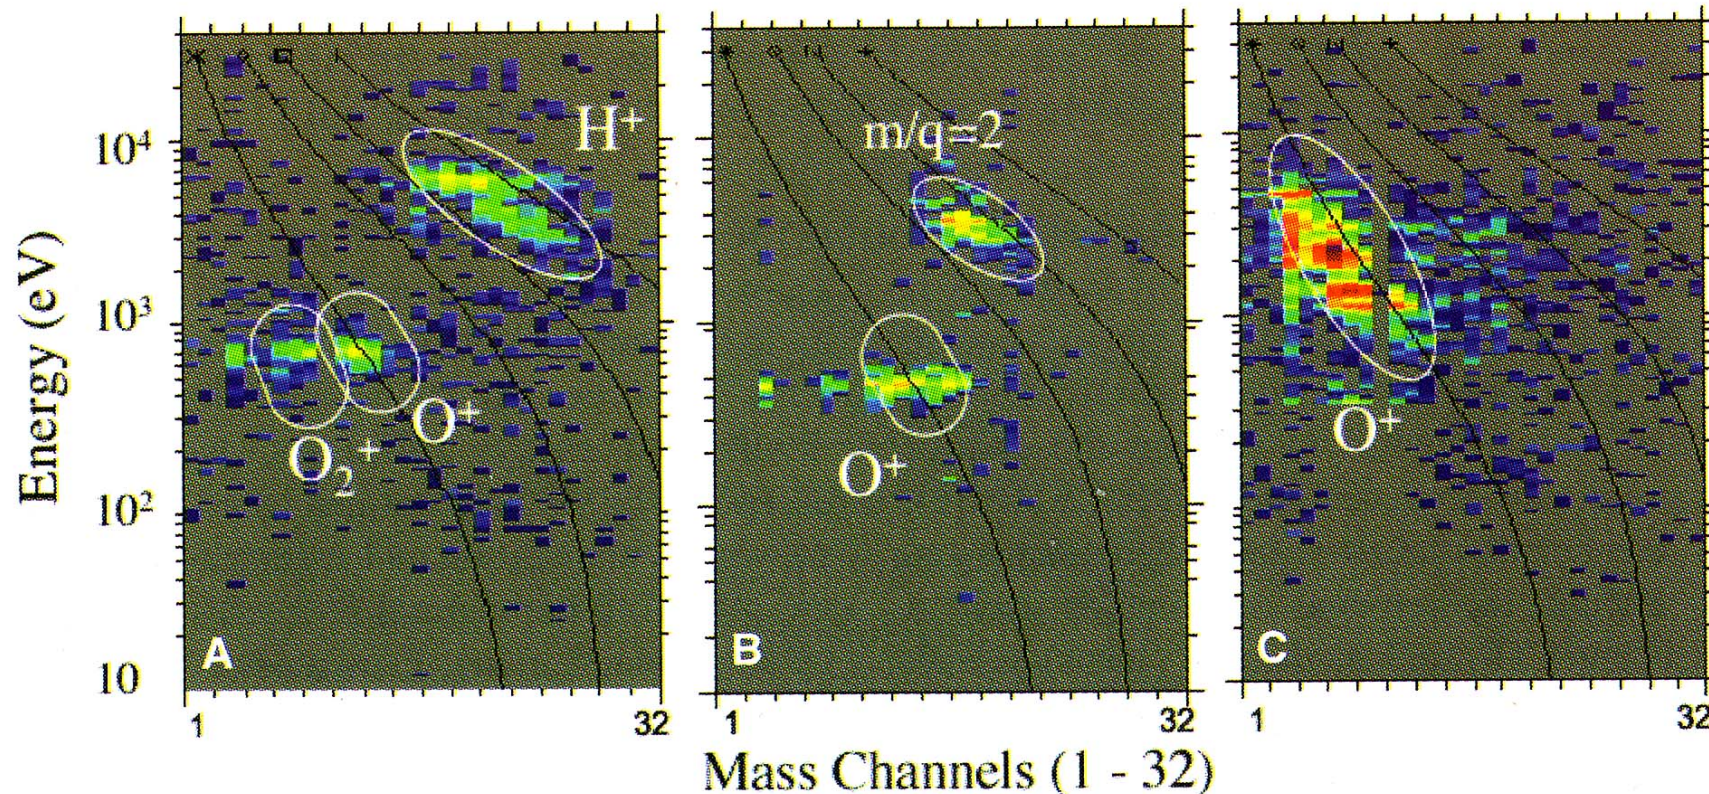 Energy (eV)
10⁴
10³
10²
10
H⁺
O₂⁺
O⁺
A
1
32
m/q=2
O⁺
B
1
32
O⁺
C
1
32
Mass Channels (1 - 32)